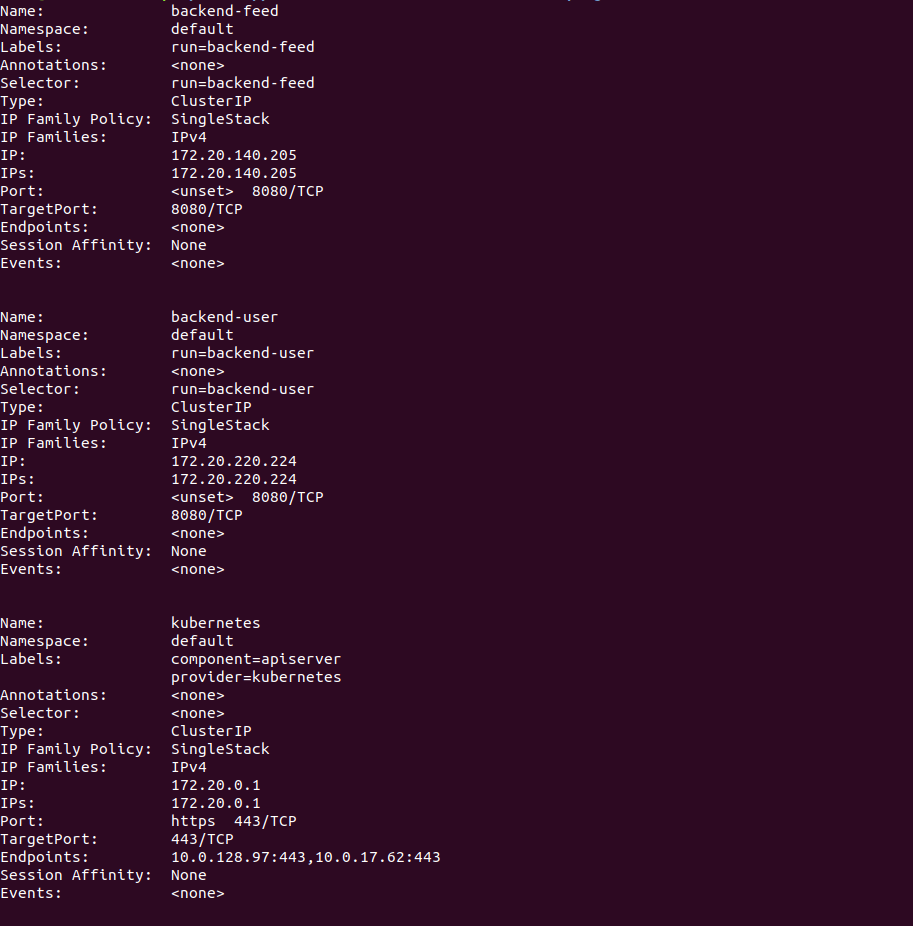 Name:              backend-feed
Namespace:         default
Labels:            run=backend-feed
Annotations:       <none>
Selector:          run=backend-feed
Type:              ClusterIP
IP Family Policy:  SingleStack
IP Families:       IPv4
IP:                172.20.140.205
IPs:               172.20.140.205
Port:              <unset>  8080/TCP
TargetPort:        8080/TCP
Endpoints:         <none>
Session Affinity:  None
Events:            <none>
Name:              backend-user
Namespace:         default
Labels:            run=backend-user
Annotations:       <none>
Selector:          run=backend-user
Type:              ClusterIP
IP Family Policy:  SingleStack
IP Families:       IPv4
IP:                172.20.220.224
IPs:               172.20.220.224
Port:              <unset>  8080/TCP
TargetPort:        8080/TCP
Endpoints:         <none>
Session Affinity:  None
Events:            <none>
Name:              kubernetes
Namespace:         default
Labels:            component=apiserver
                   provider=kubernetes
Annotations:       <none>
Selector:          <none>
Type:              ClusterIP
IP Family Policy:  SingleStack
IP Families:       IPv4
IP:                172.20.0.1
IPs:               172.20.0.1
Port:              https  443/TCP
TargetPort:        443/TCP
Endpoints:         10.0.128.97:443,10.0.17.62:443
Session Affinity:  None
Events:            <none>